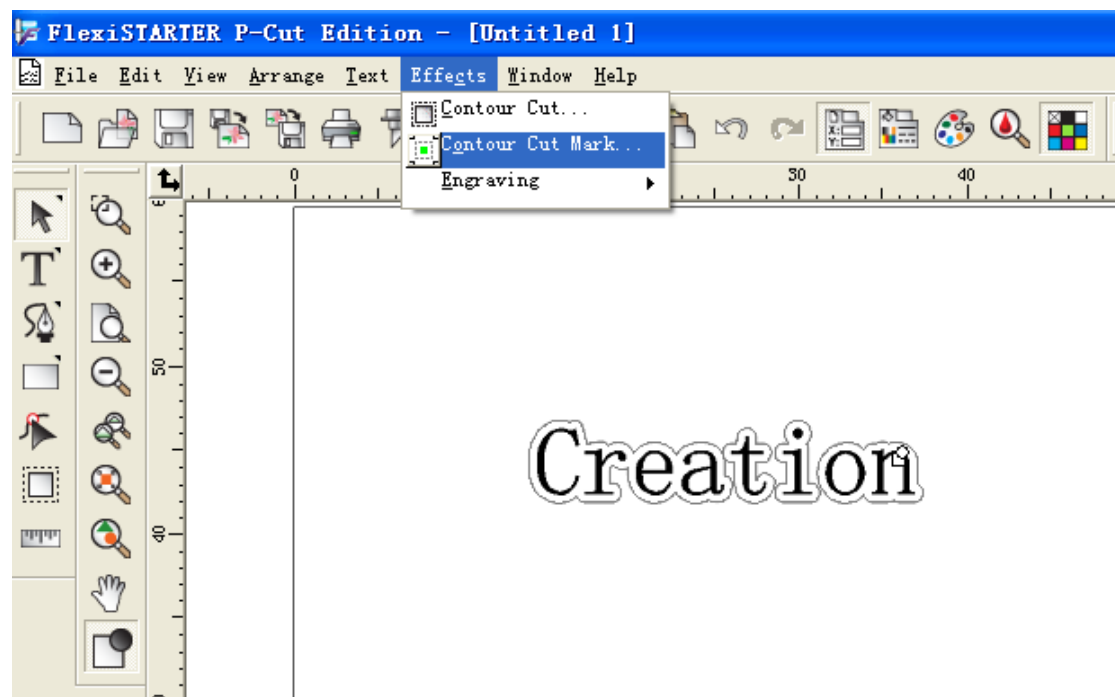 FlexiSTARTER P-Cut Edition - [Untitled 1]
File Edit View Arrange Text Effects Window Help
Contour Cut...
Contour Cut Mark...
Engraving
0 30 40
50
40
Creation